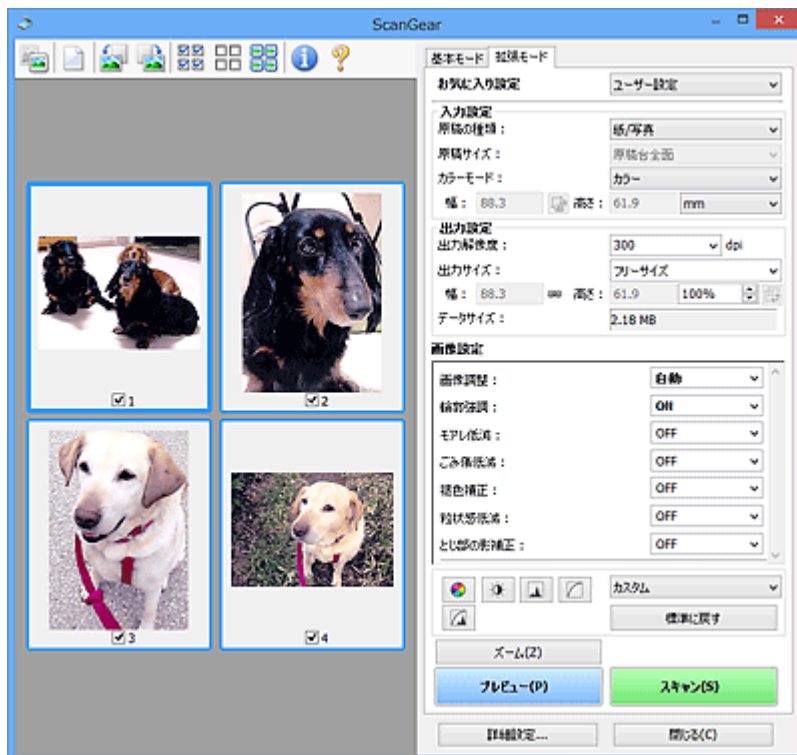 ScanGear
基本モード 拡張モード
お気に入り設定 ユーザー設定
入力設定
原稿の種類： 紙/写真
原稿サイズ： 原稿台全面
カラーモード： カラー
幅： 88.3 高さ： 61.9 mm
出力設定
出力解像度： 300 dpi
出力サイズ： フリーサイズ
幅： 88.3 高さ： 61.9 100%
データサイズ： 2.18 MB
画像設定
画像調整： 自動
輪郭強調： ON
モアレ低減： OFF
ごみ傷低減： OFF
褪色補正： OFF
粒状感低減： OFF
とじ部の影補正： OFF
1
2
3
4
カスタム
標準に戻す
ズーム(Z)
プレビュー(P) スキャン(S)
詳細設定... 閉じる(C)